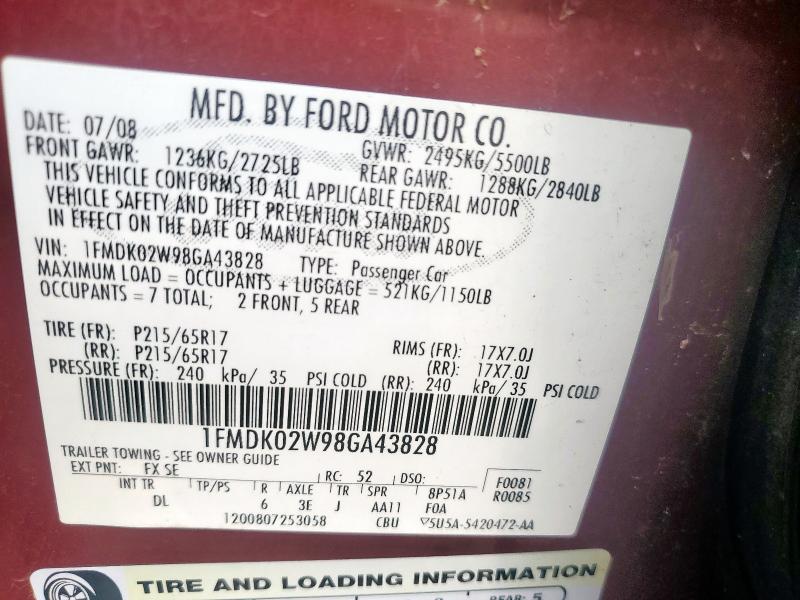 MFD. BY FORD MOTOR CO.
DATE: 07/08 GVWR: 2495KG/5500LB
FRONT GAWR: 1236KG/2725LB REAR GAWR: 1288KG/2840LB
THIS VEHICLE CONFORMS TO ALL APPLICABLE FEDERAL MOTOR
VEHICLE SAFETY AND THEFT PREVENTION STANDARDS
IN EFFECT ON THE DATE OF MANUFACTURE SHOWN ABOVE.
VIN: 1FMDK02W98GA43828 TYPE: Passenger Car
MAXIMUM LOAD = OCCUPANTS + LUGGAGE = 521KG/1150LB
OCCUPANTS = 7 TOTAL; 2 FRONT, 5 REAR
TIRE (FR): P215/65R17 RIMS (FR): 17X7.0J
(RR): P215/65R17 (RR): 17X7.0J
PRESSURE (FR): 240 kPa/ 35 PSI COLD (RR): 240 kPa/ 35 PSI COLD
1FMDK02W98GA43828
TRAILER TOWING - SEE OWNER GUIDE
EXT PNT: FX SE RC: 52 DSO: F0081
INT TR TP/PS R AXLE TR SPR 8P51A R0085
DL 6 3E J AA11 F0A
1200807253058 CBU 5U5A-5420472-AA
TIRE AND LOADING INFORMATION
REAR: 5